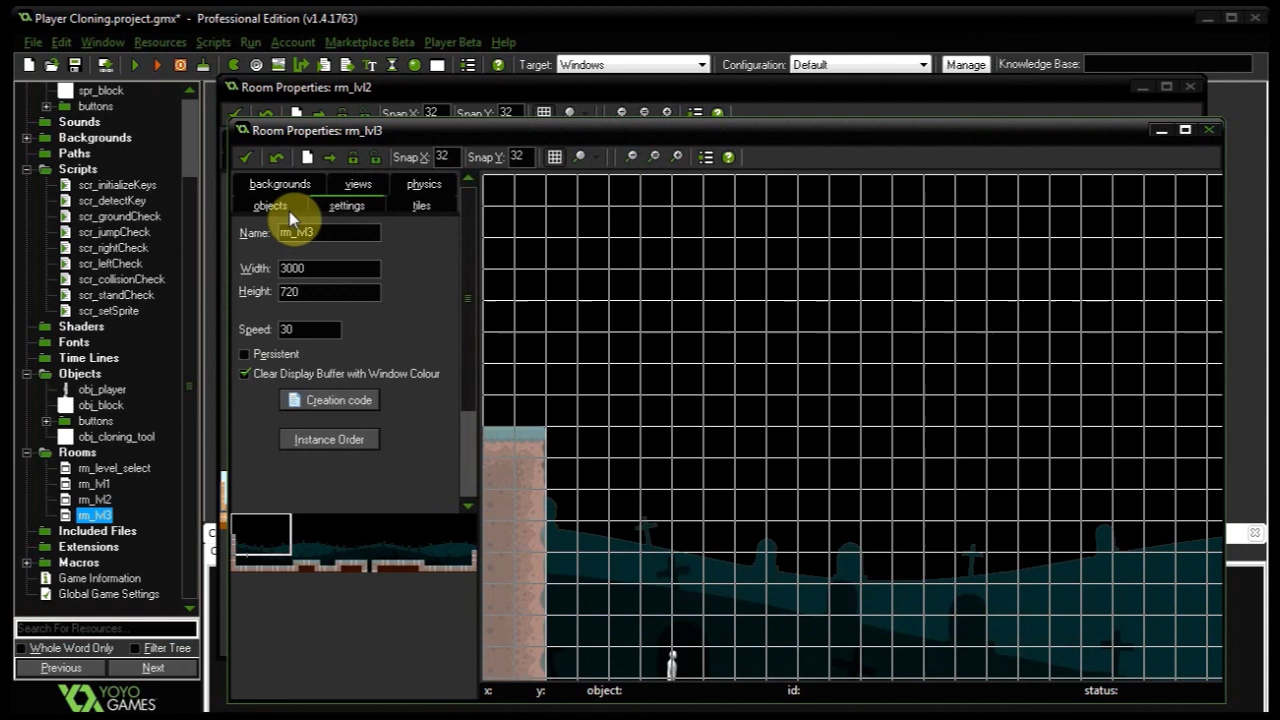 Player Cloning.project.gmx* - Professional Edition (v1.4.1763)
File Edit Window Resources Scripts Run Account Marketplace Beta Player Beta Help
Target: Windows Configuration: Default Manage Knowledge Base:
spr_block
buttons
Sounds
Backgrounds
Paths
Scripts
scr_initializeKeys
scr_detectKey
scr_groundCheck
scr_jumpCheck
scr_rightCheck
scr_leftCheck
scr_collisionCheck
scr_standCheck
scr_setSprite
Shaders
Fonts
Time Lines
Objects
obj_player
obj_block
buttons
obj_cloning_tool
Rooms
rm_level_select
rm_lvl1
rm_lvl2
rm_lvl3
Included Files
Extensions
Macros
Game Information
Global Game Settings
Search For Resources...
Whole Word Only Filter Tree
Previous Next
YOYO
GAMES
Room Properties: rm_lvl2
Snap X: 32 Snap Y: 32
Room Properties: rm_lvl3
Snap X: 32 Snap Y: 32
backgrounds views physics
objects settings tiles
Name: rm_lvl3
Width: 3000
Height: 720
Speed: 30
Persistent
Clear Display Buffer with Window Colour
Creation code
Instance Order
x: y: object: id: status: